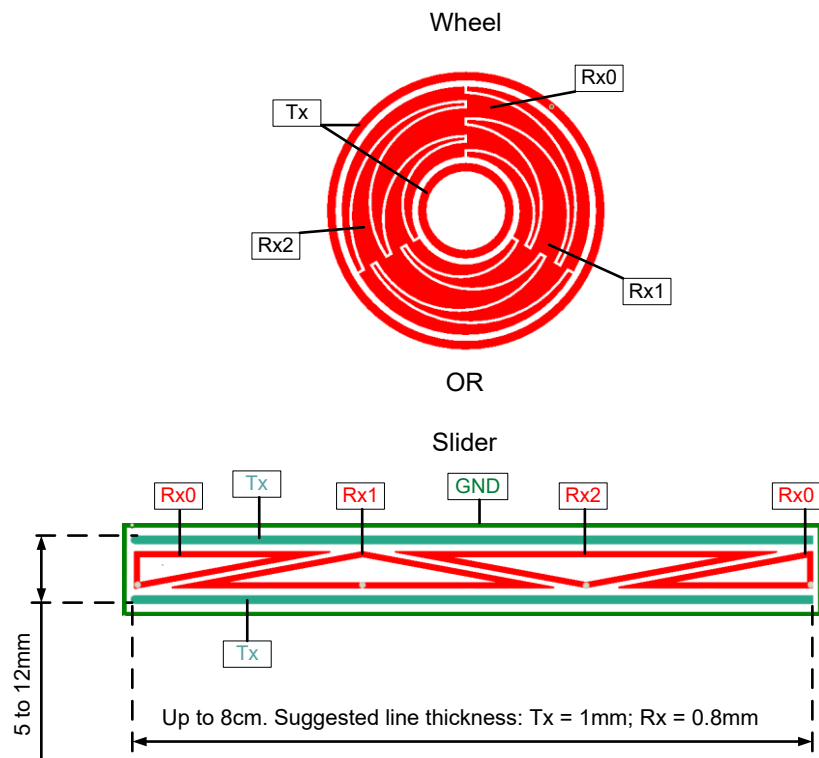 Wheel
Rx0
Tx
Rx2
Rx1
OR
Slider
Rx0
Tx
Rx1
GND
Rx2
Rx0
Tx
5 to 12mm
Up to 8cm. Suggested line thickness: Tx = 1mm; Rx = 0.8mm